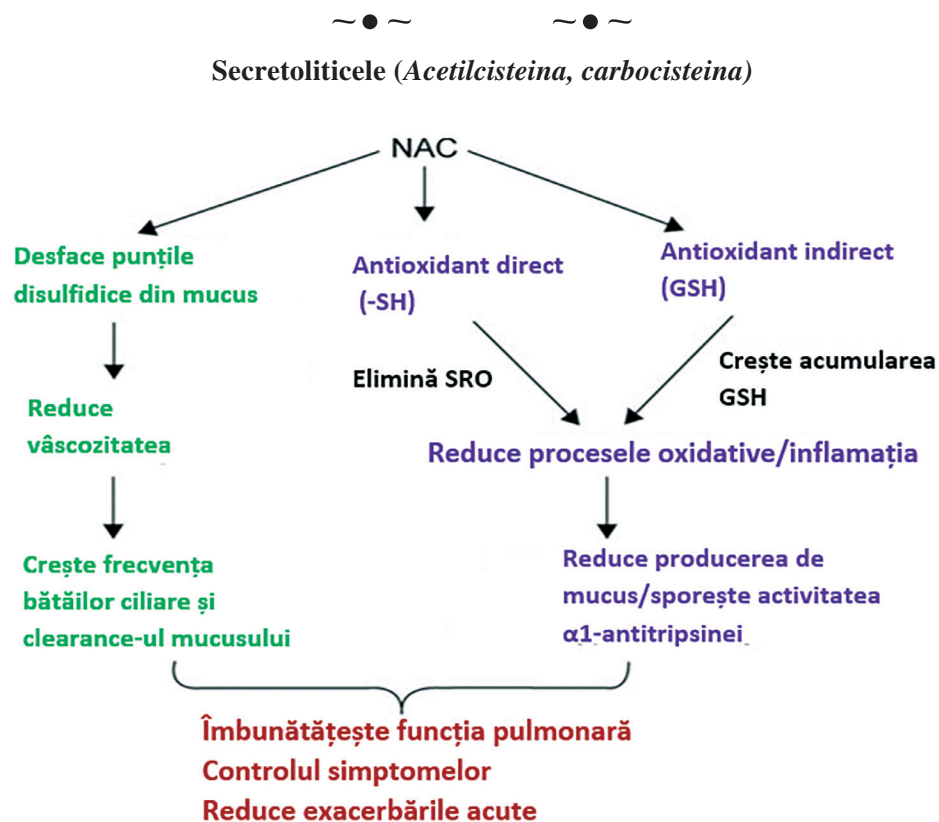 ~●~ ~●~
Secretoliticele (Acetilcisteina, carbocisteina)
NAC
Desface punțile
disulfidice din mucus
Antioxidant direct
(-SH)
Antioxidant indirect
(GSH)
Elimină SRO
Crește acumularea
GSH
Reduce
vâscozitatea
Reduce procesele oxidative/inflamația
Crește frecvența
bătăilor ciliare și
clearance-ul mucusului
Reduce producerea de
mucus/sporește activitatea
α1-antitripsinei
Îmbunătățește funcția pulmonară
Controlul simptomelor
Reduce exacerbările acute